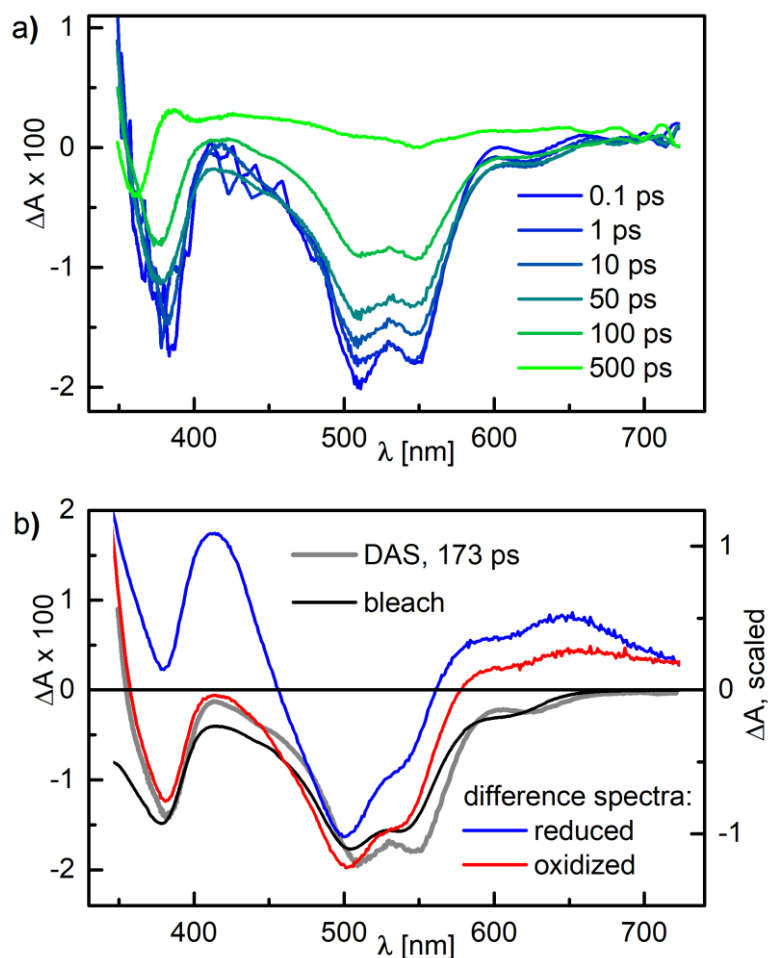 a)
1
0
-1
-2
ΔA x 100
0.1 ps
1 ps
10 ps
50 ps
100 ps
500 ps
400 500 600 700
λ [nm]
b)
2
1
0
-1
-2
ΔA x 100
DAS, 173 ps
bleach
difference spectra:
reduced
oxidized
1
0
-1
ΔA, scaled
400 500 600 700
λ [nm]